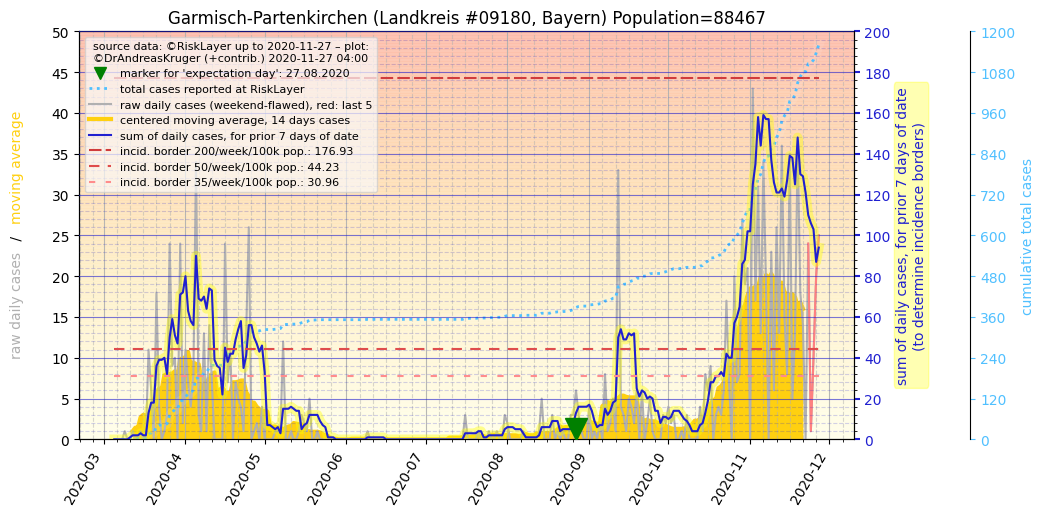 Garmisch-Partenkirchen (Landkreis #09180, Bayern) Population=88467
source data: ©RiskLayer up to 2020-11-27 – plot:
©DrAndreasKruger (+contrib.) 2020-11-27 04:00
marker for 'expectation day': 27.08.2020
total cases reported at RiskLayer
raw daily cases (weekend-flawed), red: last 5
centered moving average, 14 days cases
sum of daily cases, for prior 7 days of date
incid. border 200/week/100k pop.: 176.93
incid. border 50/week/100k pop.: 44.23
incid. border 35/week/100k pop.: 30.96
raw daily cases / moving average
50
45
40
35
30
25
20
15
10
5
0
2020-03
2020-04
2020-05
2020-06
2020-07
2020-08
2020-09
2020-10
2020-11
2020-12
200
180
160
140
120
100
80
60
40
20
0
sum of daily cases, for prior 7 days of date
(to determine incidence borders)
1200
1080
960
840
720
600
480
360
240
120
0
cumulative total cases